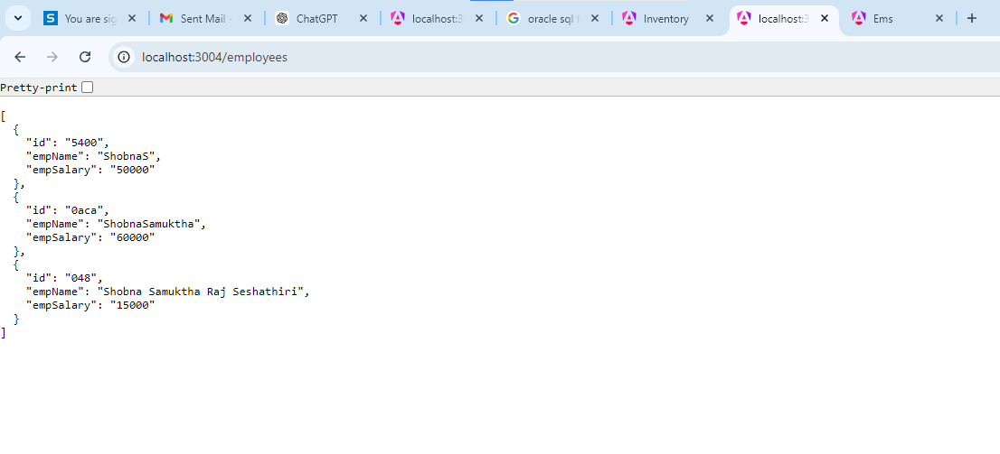 You are sig
Sent Mail -
ChatGPT
localhost:3
oracle sql f
Inventory
localhost:3
Ems
localhost:3004/employees
Pretty-print
[
  {
    "id": "5400",
    "empName": "ShobnaS",
    "empSalary": "50000"
  },
  {
    "id": "0aca",
    "empName": "ShobnaSamuktha",
    "empSalary": "60000"
  },
  {
    "id": "048",
    "empName": "Shobna Samuktha Raj Seshathiri",
    "empSalary": "15000"
  }
]